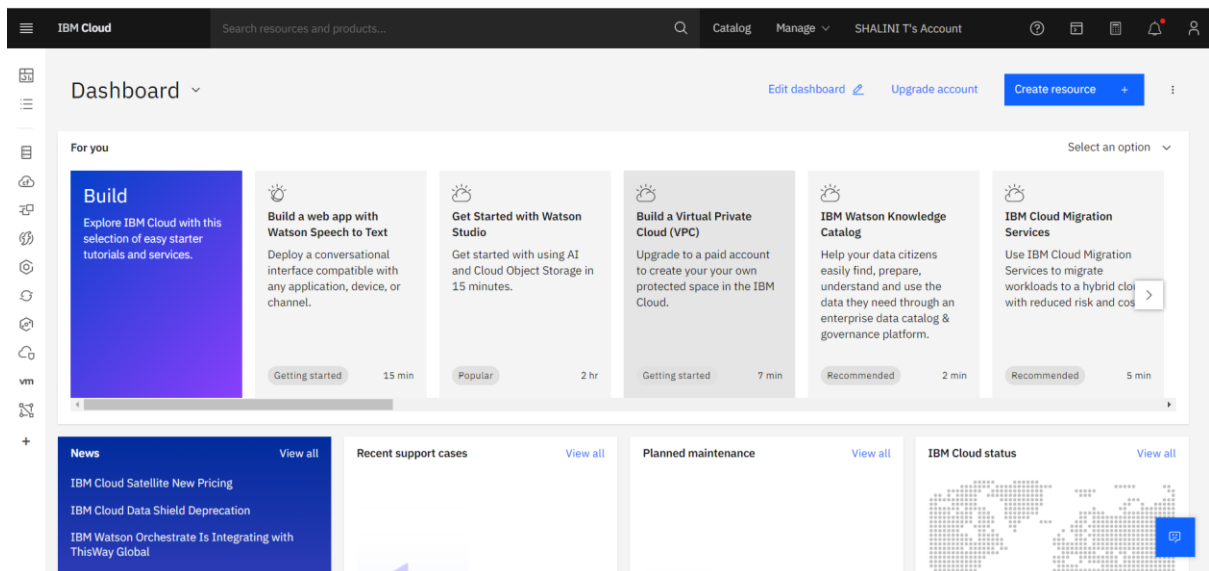 IBM Cloud
Search resources and products...
Catalog
Manage
SHALINI T's Account
Dashboard
Edit dashboard
Upgrade account
Create resource +
For you
Select an option
Build
Explore IBM Cloud with this
selection of easy starter
tutorials and services.
Build a web app with
Watson Speech to Text
Deploy a conversational
interface compatible with
any application, device, or
channel.
Getting started
15 min
Get Started with Watson
Studio
Get started with using AI
and Cloud Object Storage in
15 minutes.
Popular
2 hr
Build a Virtual Private
Cloud (VPC)
Upgrade to a paid account
to create your your own
protected space in the IBM
Cloud.
Getting started
7 min
IBM Watson Knowledge
Catalog
Help your data citizens
easily find, prepare,
understand and use the
data they need through an
enterprise data catalog &
governance platform.
Recommended
2 min
IBM Cloud Migration
Services
Use IBM Cloud Migration
Services to migrate
workloads to a hybrid
with reduced risk and
Recommended
5 min
vm
News
View all
IBM Cloud Satellite New Pricing
IBM Cloud Data Shield Deprecation
IBM Watson Orchestrate Is Integrating with
ThisWay Global
Recent support cases
View all
Planned maintenance
View all
IBM Cloud status
View all